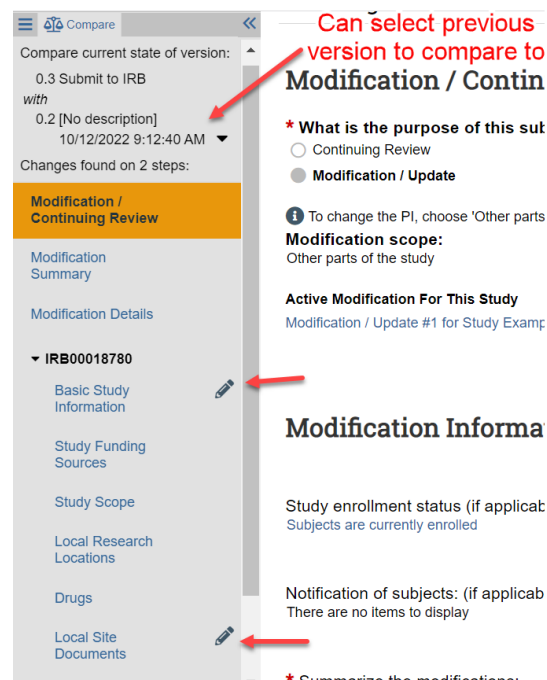 Compare
Can select previous
version to compare to
Compare current state of version:
0.3 Submit to IRB
with
0.2 [No description]
10/12/2022 9:12:40 AM
Changes found on 2 steps:
Modification /
Continuing Review
Modification
Summary
Modification Details
IRB00018780
Basic Study
Information
Study Funding
Sources
Study Scope
Local Research
Locations
Drugs
Local Site
Documents
Modification / Contin
* What is the purpose of this sub
Continuing Review
Modification / Update
To change the PI, choose 'Other parts
Modification scope:
Other parts of the study
Active Modification For This Study
Modification / Update #1 for Study Examp
Modification Informa
Study enrollment status (if applicab
Subjects are currently enrolled
Notification of subjects: (if applicab
There are no items to display
* Summarize the modifications: